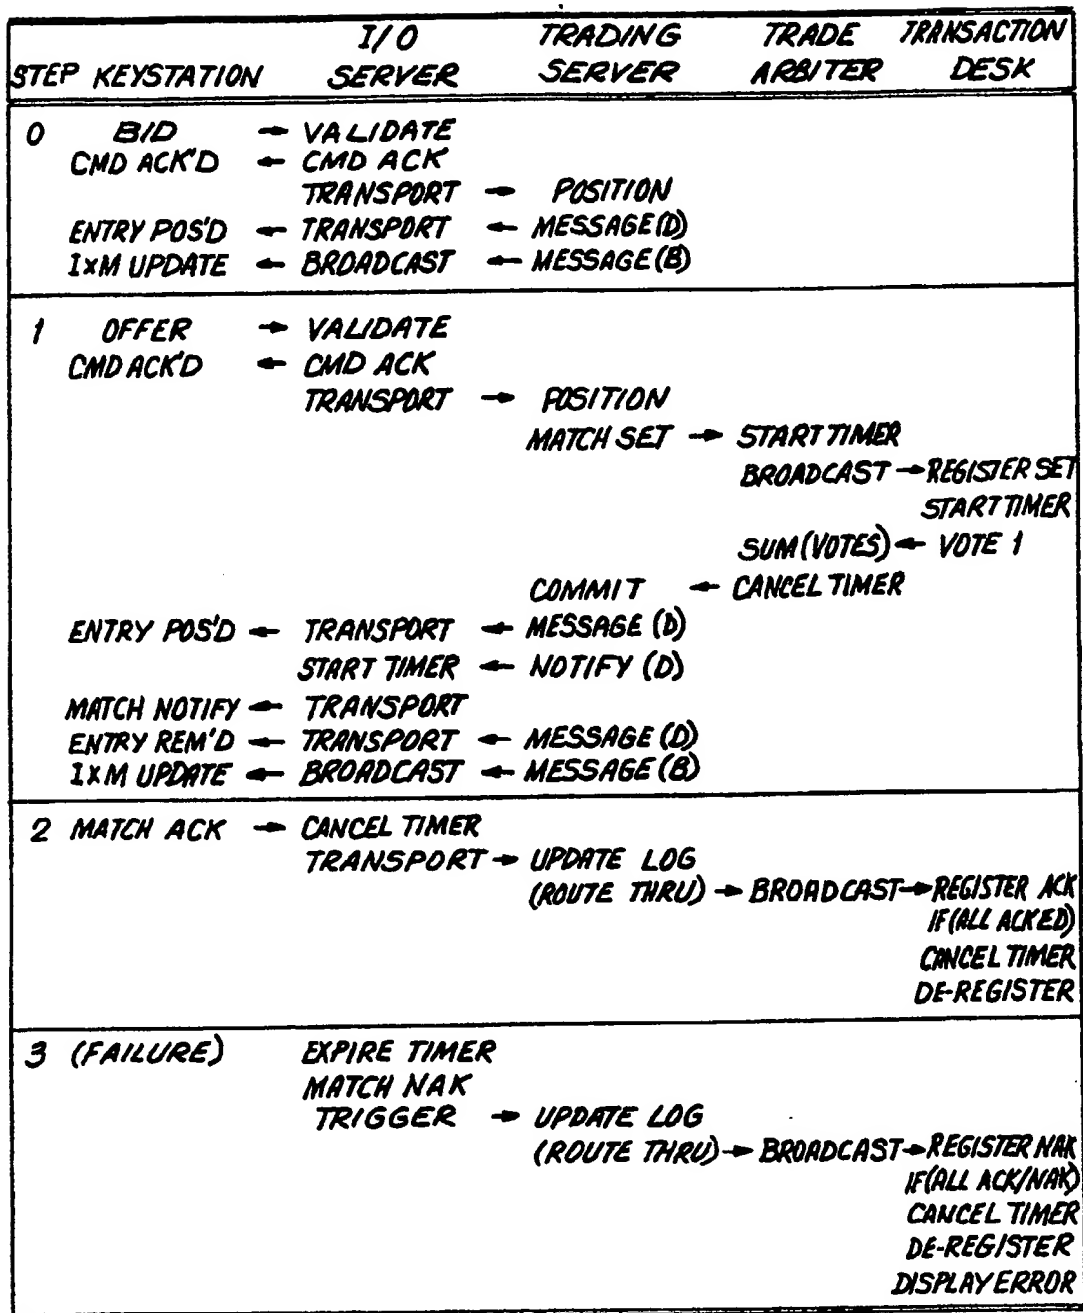 I/O TRADING TRADE TRANSACTION
STEP KEYSTATION SERVER SERVER ARBITER DESK
0 BID → VALIDATE
CMD ACK'D ← CMD ACK
TRANSPORT → POSITION
ENTRY POS'D ← TRANSPORT ← MESSAGE(D)
IxM UPDATE ← BROADCAST ← MESSAGE(B)
1 OFFER → VALIDATE
CMD ACK'D ← CMD ACK
TRANSPORT → POSITION
MATCH SET → START TIMER
BROADCAST → REGISTER SET
START TIMER
SUM(VOTES) ← VOTE 1
COMMIT ← CANCEL TIMER
ENTRY POS'D ← TRANSPORT ← MESSAGE (D)
START TIMER ← NOTIFY (D)
MATCH NOTIFY ← TRANSPORT
ENTRY REM'D ← TRANSPORT ← MESSAGE (D)
IxM UPDATE ← BROADCAST ← MESSAGE (B)
2 MATCH ACK → CANCEL TIMER
TRANSPORT → UPDATE LOG
(ROUTE THRU) → BROADCAST → REGISTER ACK
IF(ALL ACKED)
CANCEL TIMER
DE-REGISTER
3 (FAILURE) EXPIRE TIMER
MATCH NAK
TRIGGER → UPDATE LOG
(ROUTE THRU) → BROADCAST → REGISTER NAK
IF(ALL ACK/NAK)
CANCEL TIMER
DE-REGISTER
DISPLAY ERROR